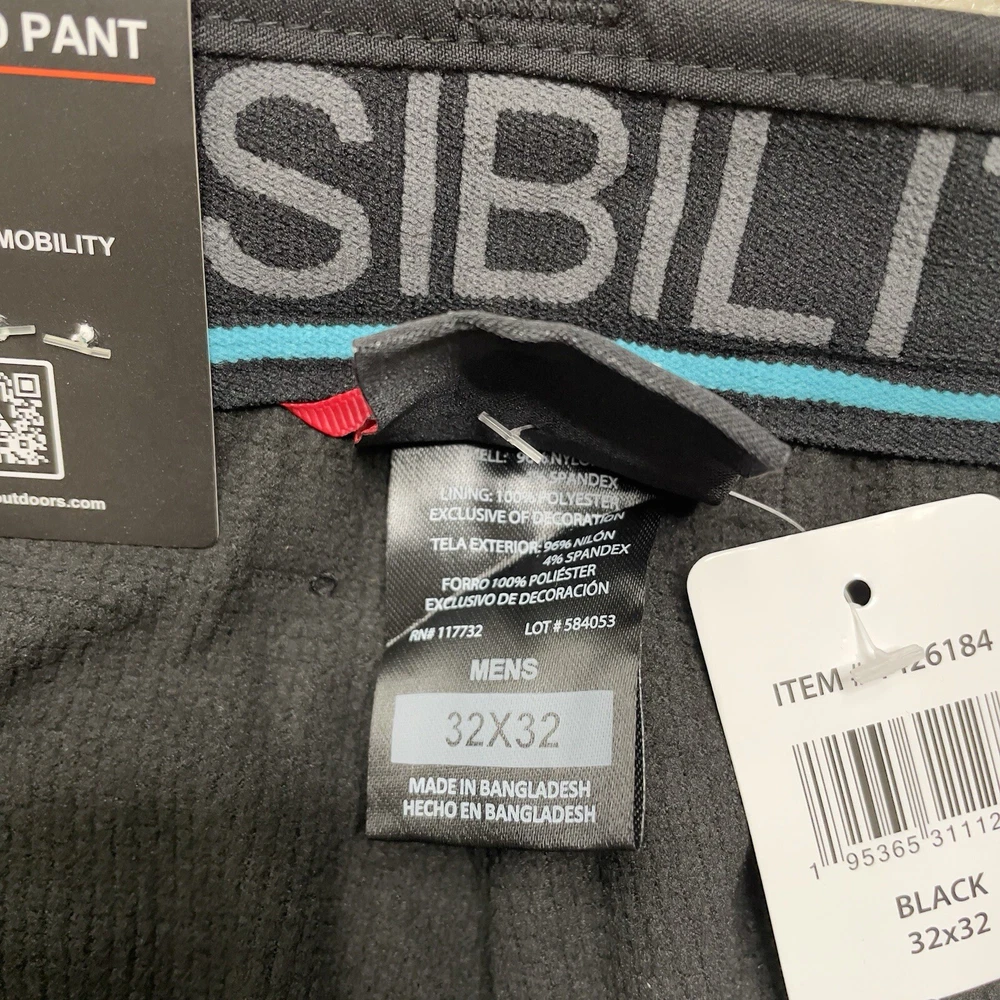 PANT
MOBILITY
outdoors.com
SIBILIT
SPANDEX
100% POLYESTER
EXCLUSIVE OF DECORATION
TELA EXTERIOR: 96% NILÓN
4% SPANDEX
FORRO 100% POLIÉSTER
EXCLUSIVO DE DECORACIÓN
RN# 117732 LOT # 584053
MENS
32X32
MADE IN BANGLADESH
HECHO EN BANGLADESH
ITEM
1 95365 31112
BLACK
32x32